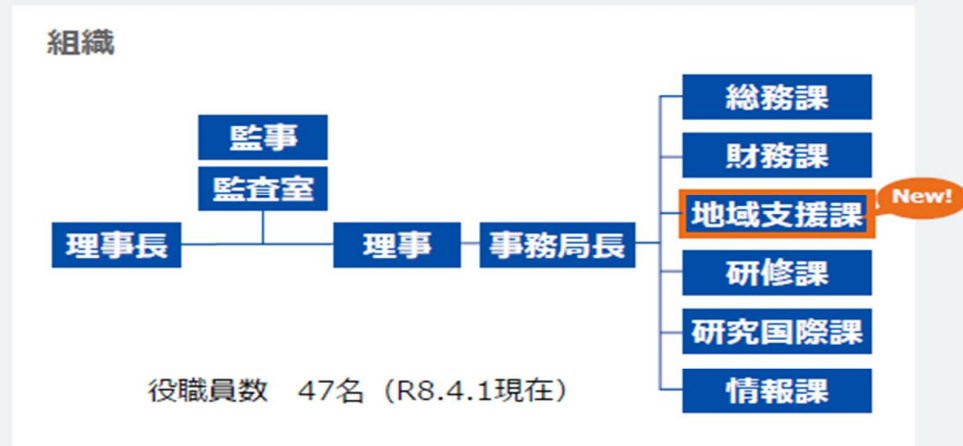 組織
監事
監査室
理事長
理事
事務局長
総務課
財務課
地域支援課
New!
研修課
研究国際課
情報課
役職員数 47名（R8.4.1現在）